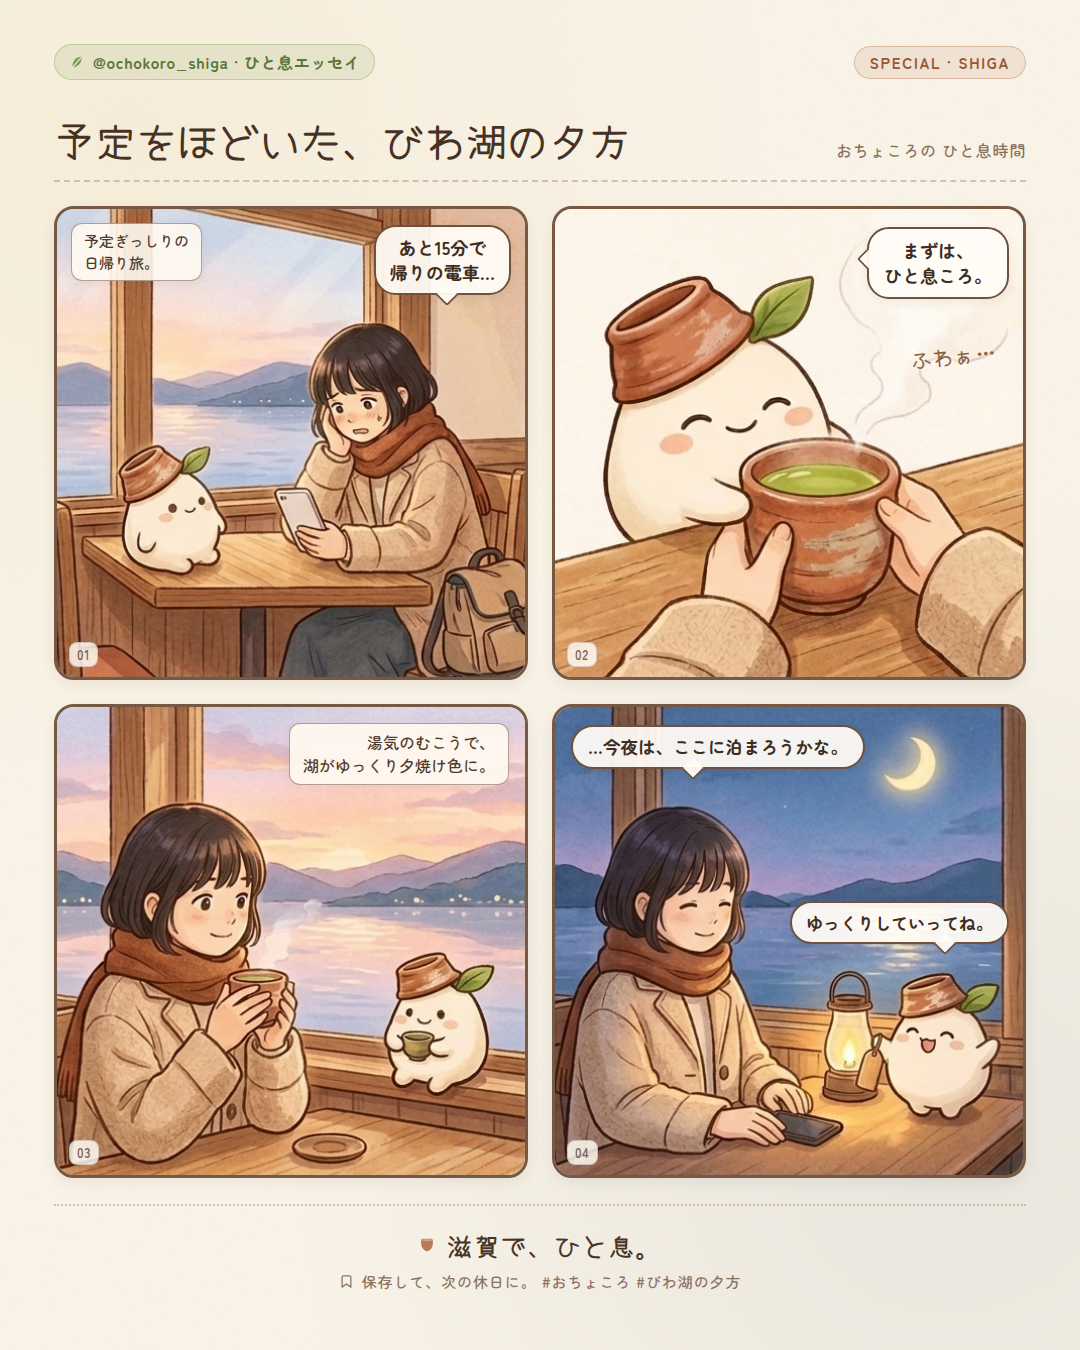 @ochokoro_shiga · ひと息エッセイ
SPECIAL · SHIGA
予定をほどいた、びわ湖の夕方
おちょころの ひと息時間
予定ぎっしりの
日帰り旅。
あと15分で
帰りの電車…
01
まずは、
ひと息ころ。
ふわぁ…
02
湯気のむこうで、
湖がゆっくり夕焼け色に。
03
…今夜は、ここに泊まろうかな。
ゆっくりしていってね。
04
滋賀で、ひと息。
保存して、次の休日に。 #おちょころ #びわ湖の夕方